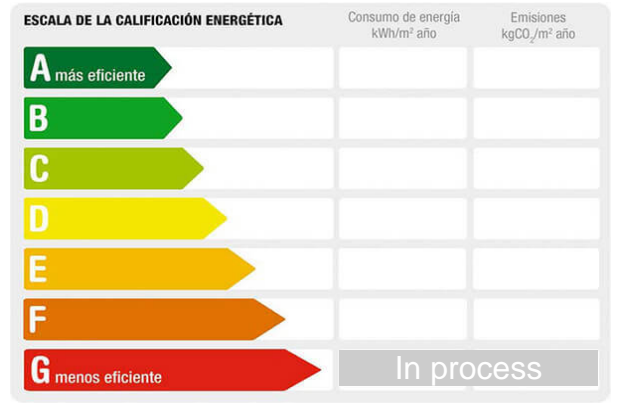 ESCALA DE LA CALIFICACIÓN ENERGÉTICA
Consumo de energía
kWh/m² año
Emisiones
kgCO₂/m² año
A más eficiente
B
C
D
E
F
G menos eficiente
In process